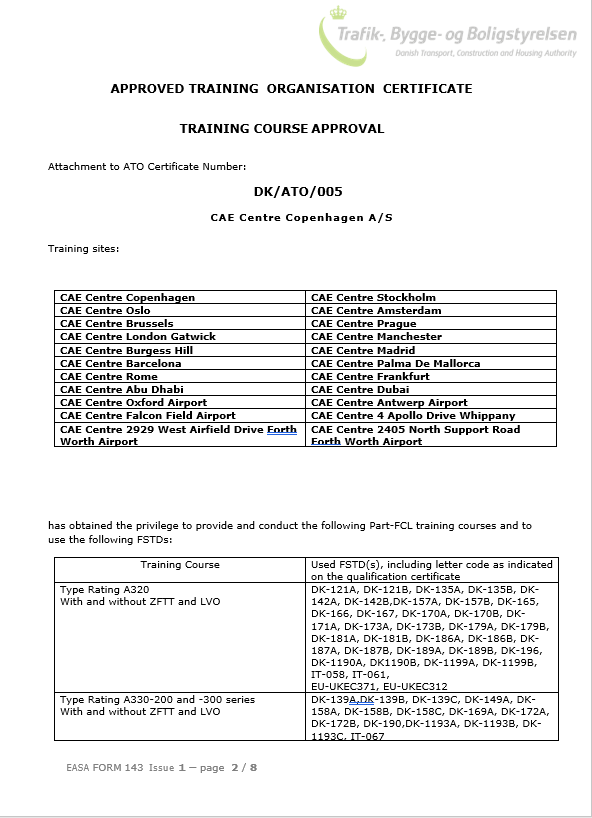 Trafik-, Bygge- og Boligstyrelsen
Danish Transport, Construction and Housing Authority
APPROVED TRAINING ORGANISATION CERTIFICATE
TRAINING COURSE APPROVAL
Attachment to ATO Certificate Number:
DK/ATO/005
CAE Centre Copenhagen A/S
Training sites:
CAE Centre Copenhagen CAE Centre Stockholm
CAE Centre Oslo CAE Centre Amsterdam
CAE Centre Brussels CAE Centre Prague
CAE Centre London Gatwick CAE Centre Manchester
CAE Centre Burgess Hill CAE Centre Madrid
CAE Centre Barcelona CAE Centre Palma De Mallorca
CAE Centre Rome CAE Centre Frankfurt
CAE Centre Abu Dhabi CAE Centre Dubai
CAE Centre Oxford Airport CAE Centre Antwerp Airport
CAE Centre Falcon Field Airport CAE Centre 4 Apollo Drive Whippany
CAE Centre 2929 West Airfield Drive Forth
Worth Airport
CAE Centre 2405 North Support Road
Forth Worth Airport
has obtained the privilege to provide and conduct the following Part-FCL training courses and to
use the following FSTDs:
Training Course
Used FSTD(s), including letter code as indicated
on the qualification certificate
Type Rating A320
With and without ZFTT and LVO
DK-121A, DK-121B, DK-135A, DK-135B, DK-
142A, DK-142B,DK-157A, DK-157B, DK-165,
DK-166, DK-167, DK-170A, DK-170B, DK-
171A, DK-173A, DK-173B, DK-179A, DK-179B,
DK-181A, DK-181B, DK-186A, DK-186B, DK-
187A, DK-187B, DK-189A, DK-189B, DK-196,
DK-1190A, DK1190B, DK-1199A, DK-1199B,
IT-058, IT-061,
EU-UKEC371, EU-UKEC312
Type Rating A330-200 and -300 series
With and without ZFTT and LVO
DK-139A,DK-139B, DK-139C, DK-149A, DK-
158A, DK-158B, DK-158C, DK-169A, DK-172A,
DK-172B, DK-190,DK-1193A, DK-1193B, DK-
1193C, IT-067
EASA FORM 143 Issue 1 – page 2 / 8